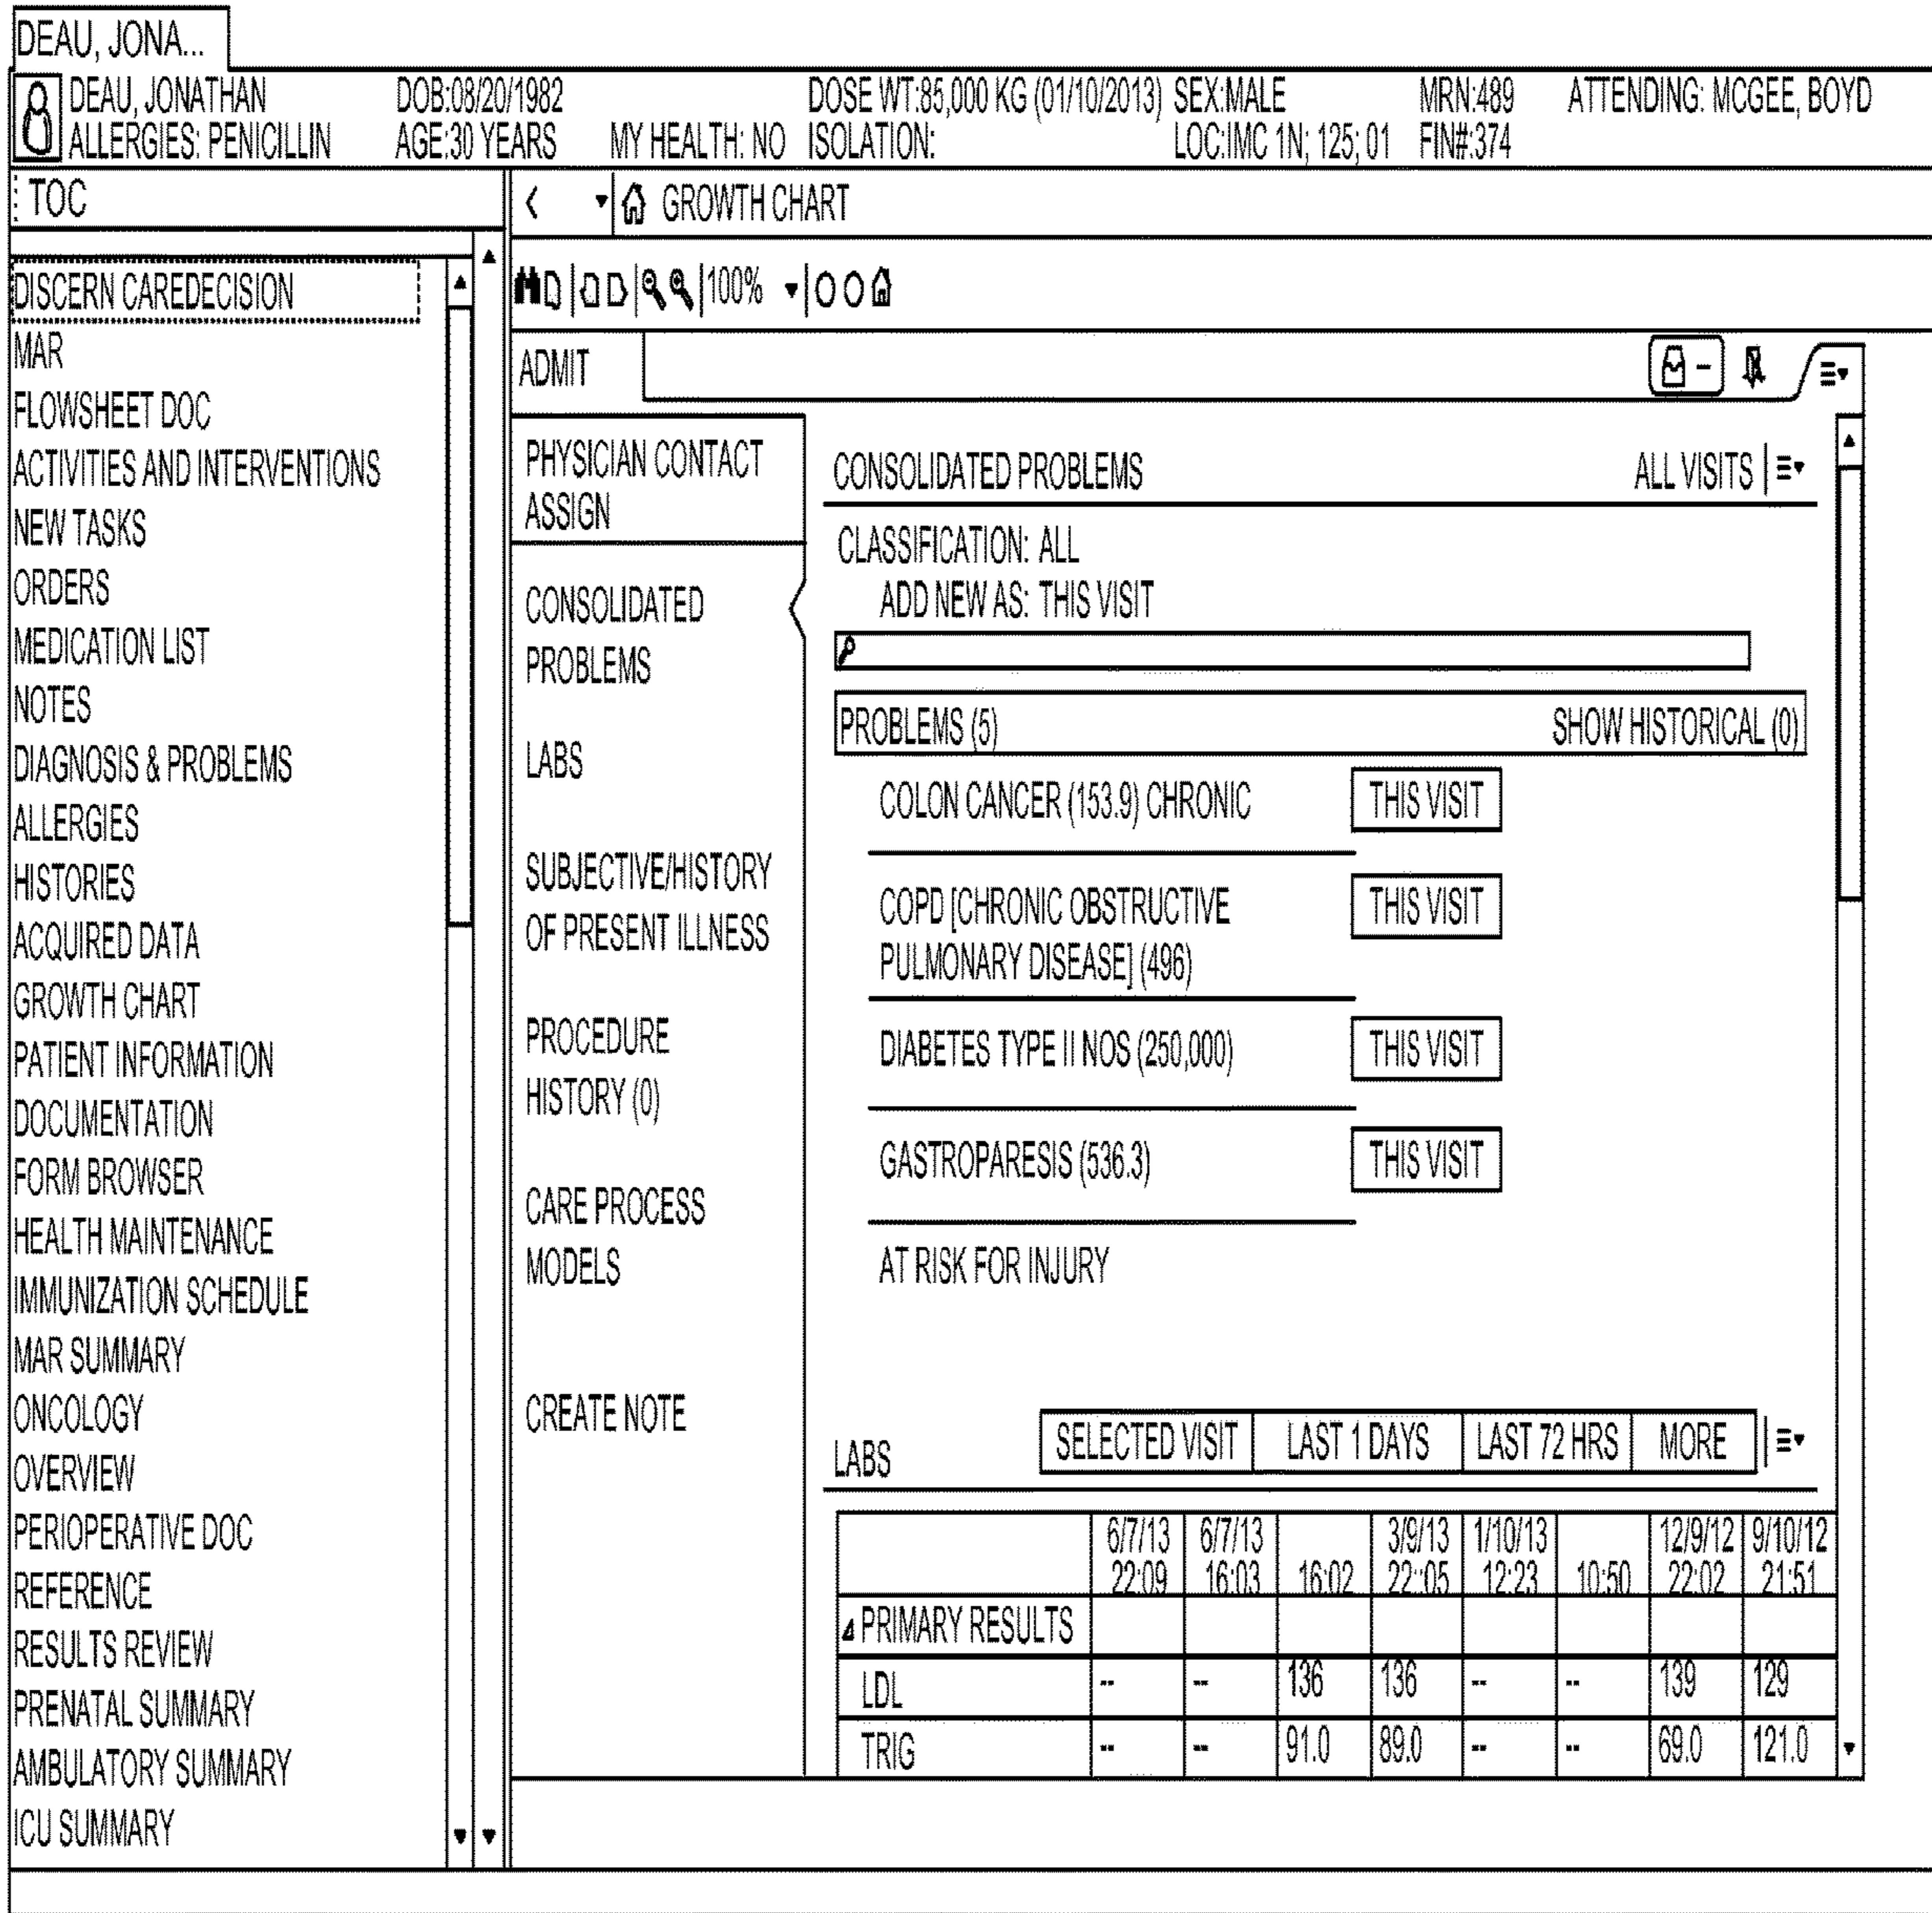 DEAU, JONA...
DEAU, JONATHAN DOB:08/20/1982 DOSE WT:85,000 KG (01/10/2013) SEX:MALE MRN:489 ATTENDING: MCGEE, BOYD
ALLERGIES: PENICILLIN AGE:30 YEARS MY HEALTH: NO ISOLATION: LOC:IMC 1N; 125; 01 FIN#:374
TOC
DISCERN CAREDECISION
MAR
FLOWSHEET DOC
ACTIVITIES AND INTERVENTIONS
NEW TASKS
ORDERS
MEDICATION LIST
NOTES
DIAGNOSIS & PROBLEMS
ALLERGIES
HISTORIES
ACQUIRED DATA
GROWTH CHART
PATIENT INFORMATION
DOCUMENTATION
FORM BROWSER
HEALTH MAINTENANCE
IMMUNIZATION SCHEDULE
MAR SUMMARY
ONCOLOGY
OVERVIEW
PERIOPERATIVE DOC
REFERENCE
RESULTS REVIEW
PRENATAL SUMMARY
AMBULATORY SUMMARY
ICU SUMMARY
< GROWTH CHART
100%
ADMIT
PHYSICIAN CONTACT
ASSIGN
CONSOLIDATED
PROBLEMS
LABS
SUBJECTIVE/HISTORY
OF PRESENT ILLNESS
PROCEDURE
HISTORY (0)
CARE PROCESS
MODELS
CREATE NOTE
CONSOLIDATED PROBLEMS ALL VISITS
CLASSIFICATION: ALL
ADD NEW AS: THIS VISIT
PROBLEMS (5) SHOW HISTORICAL (0)
COLON CANCER (153.9) CHRONIC THIS VISIT
COPD [CHRONIC OBSTRUCTIVE THIS VISIT
PULMONARY DISEASE] (496)
DIABETES TYPE II NOS (250,000) THIS VISIT
GASTROPARESIS (536.3) THIS VISIT
AT RISK FOR INJURY
LABS SELECTED VISIT LAST 1 DAYS LAST 72 HRS MORE
6/7/13 6/7/13 3/9/13 1/10/13 12/9/12 9/10/12
22:09 16:03 16:02 22:05 12:23 10:50 22:02 21:51
PRIMARY RESULTS
LDL -- -- 136 136 -- -- 139 129
TRIG -- -- 91.0 89.0 -- -- 69.0 121.0